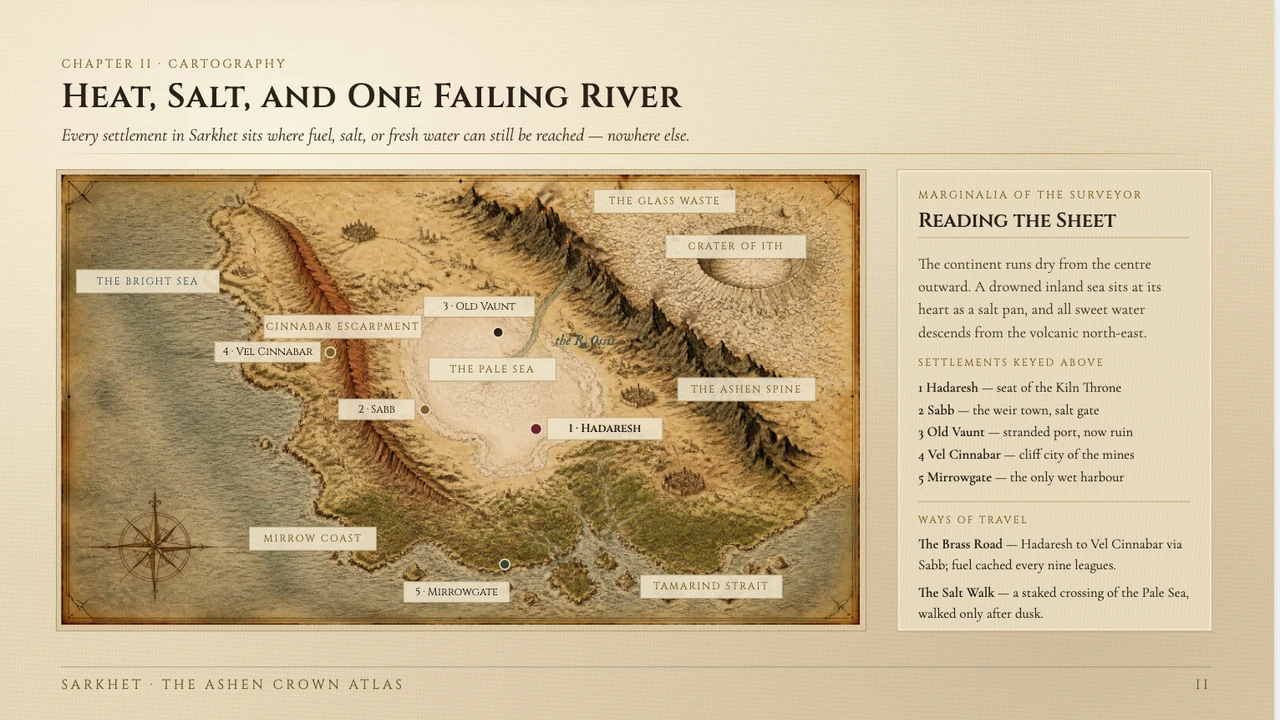 CHAPTER II · CARTOGRAPHY
HEAT, SALT, AND ONE FAILING RIVER
Every settlement in Sarkhet sits where fuel, salt, or fresh water can still be reached — nowhere else.
THE GLASS WASTE
CRATER OF ITH
THE BRIGHT SEA
3 · OLD VAUNT
CINNABAR ESCARPMENT
the R. Ossir
4 · VEL CINNABAR
THE PALE SEA
THE ASHEN SPINE
2 · SABB
1 · HADARESH
MIRROW COAST
TAMARIND STRAIT
5 · MIRROWGATE
MARGINALIA OF THE SURVEYOR
READING THE SHEET
The continent runs dry from the centre
outward. A drowned inland sea sits at its
heart as a salt pan, and all sweet water
descends from the volcanic north-east.
SETTLEMENTS KEYED ABOVE
1 Hadaresh — seat of the Kiln Throne
2 Sabb — the weir town, salt gate
3 Old Vaunt — stranded port, now ruin
4 Vel Cinnabar — cliff city of the mines
5 Mirrowgate — the only wet harbour
WAYS OF TRAVEL
The Brass Road — Hadaresh to Vel Cinnabar via
Sabb; fuel cached every nine leagues.
The Salt Walk — a staked crossing of the Pale Sea,
walked only after dusk.
SARKHET · THE ASHEN CROWN ATLAS
II